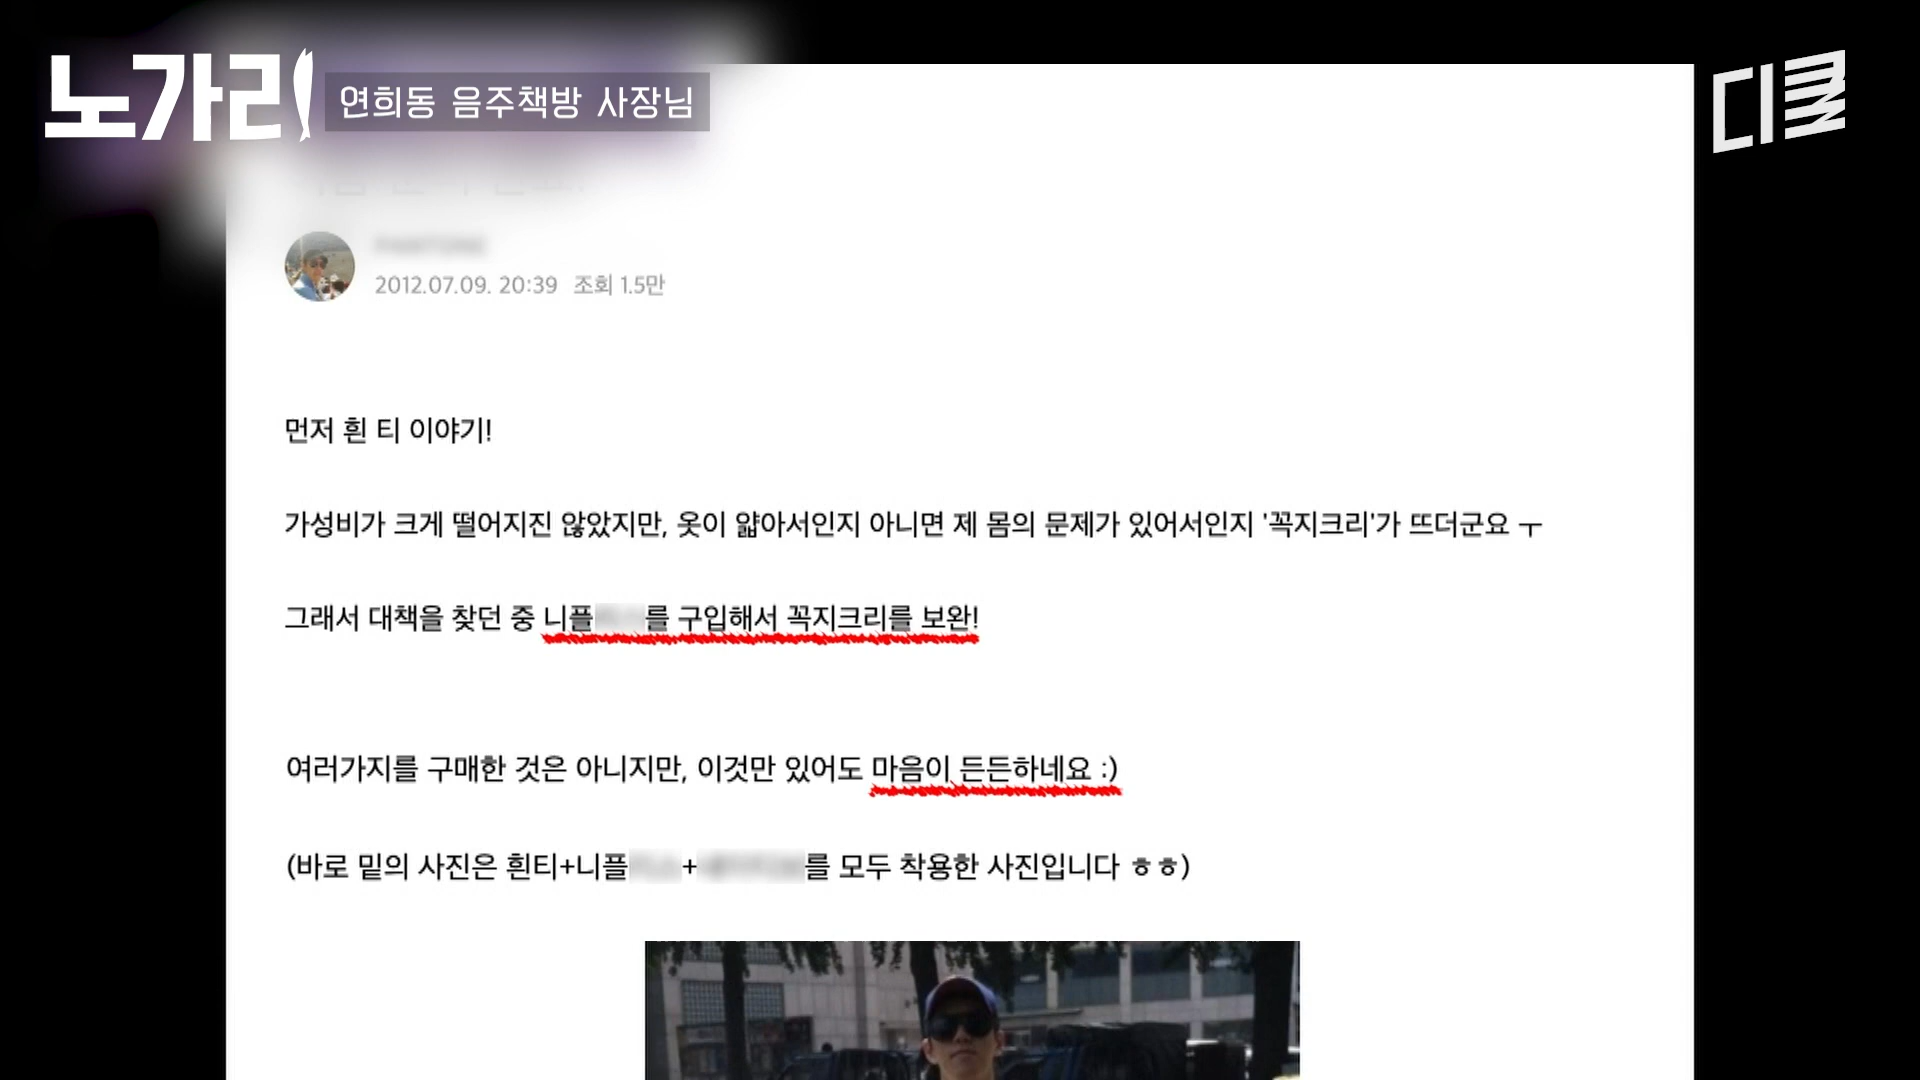 노가리
연희동 음주책방 사장님
디클
2012.07.09. 20:39 조회 1.5만
먼저 흰 티 이야기!
가성비가 크게 떨어지진 않았지만, 옷이 얇아서인지 아니면 제 몸의 문제가 있어서인지 '꼭지크리'가 뜨더군요 ㅜ
그래서 대책을 찾던 중 니플를 구입해서 꼭지크리를 보완!
여러가지를 구매한 것은 아니지만, 이것만 있어도 마음이 든든하네요 :)
(바로 밑의 사진은 흰티+니플+를 모두 착용한 사진입니다 ㅎㅎ)